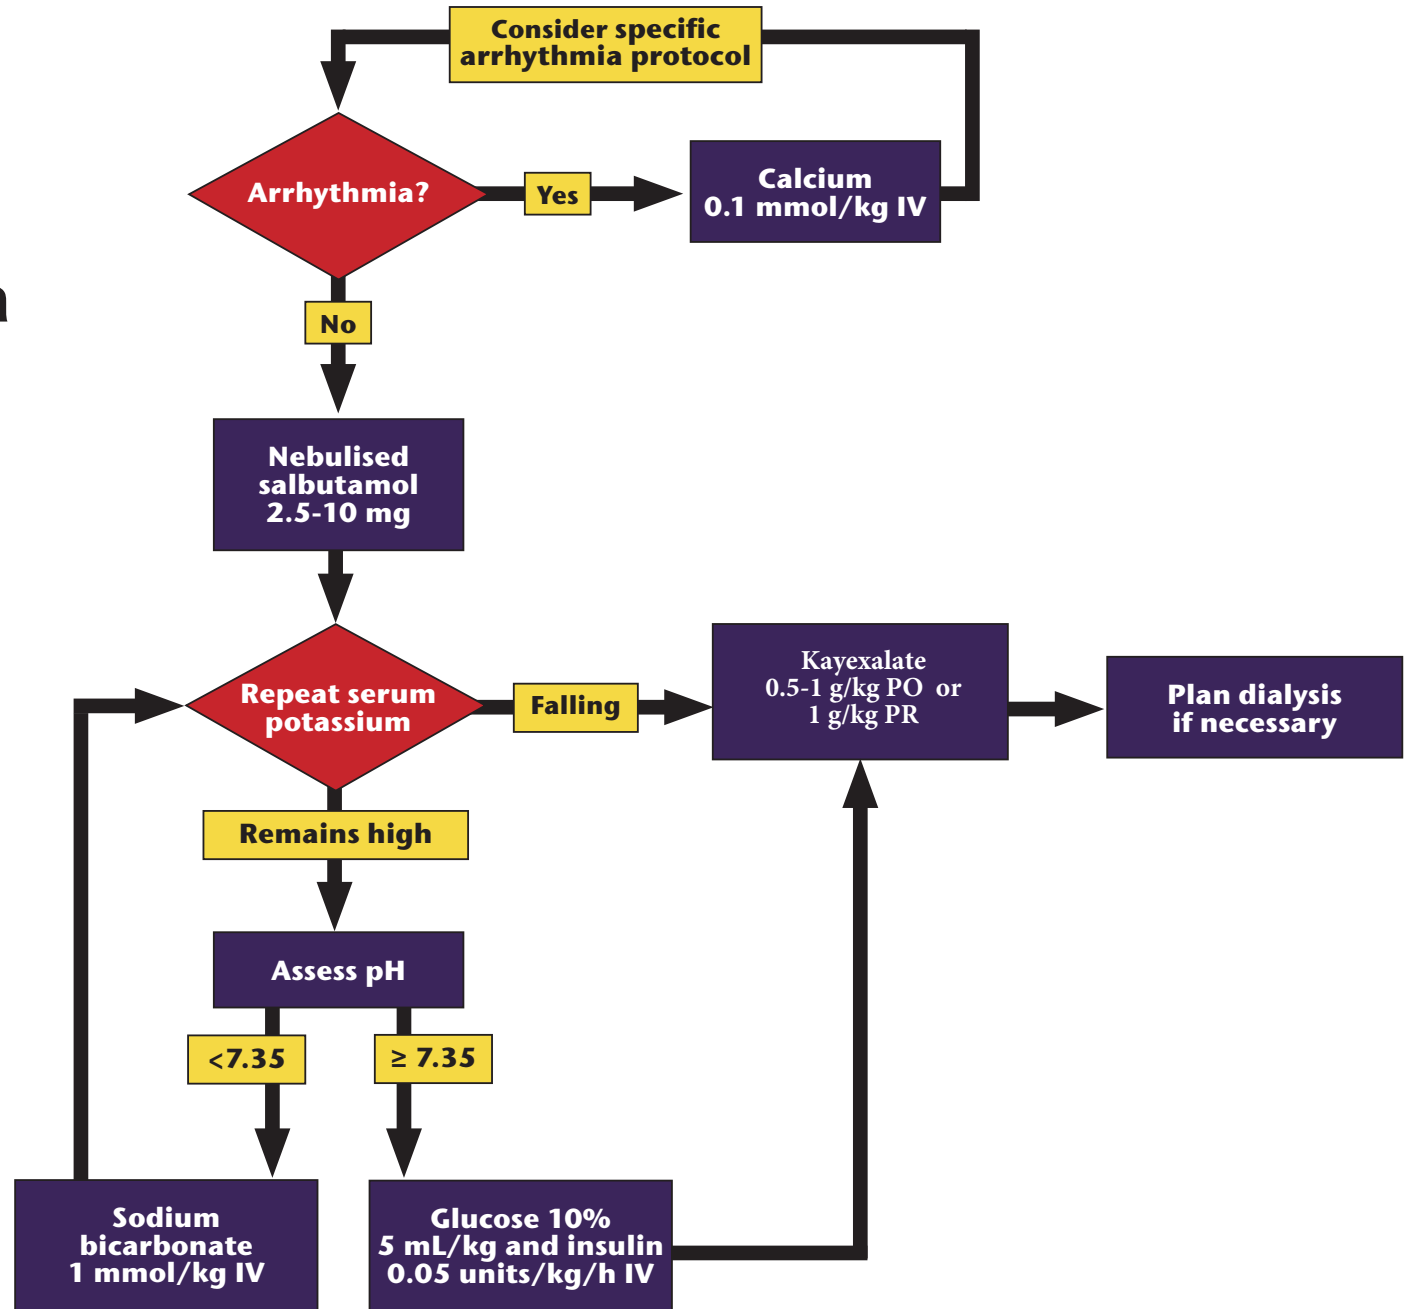 Consider specific
arrhythmia protocol
Arrhythmia?
Yes
Calcium
0.1 mmol/kg IV
a
No
Nebulised
salbutamol
2.5-10 mg
Repeat serum
potassium
Falling
Kayexalate
0.5-1 g/kg PO or
1 g/kg PR
Plan dialysis
if necessary
Remains high
Assess pH
<7.35
≥ 7.35
Sodium
bicarbonate
1 mmol/kg IV
Glucose 10%
5 mL/kg and insulin
0.05 units/kg/h IV